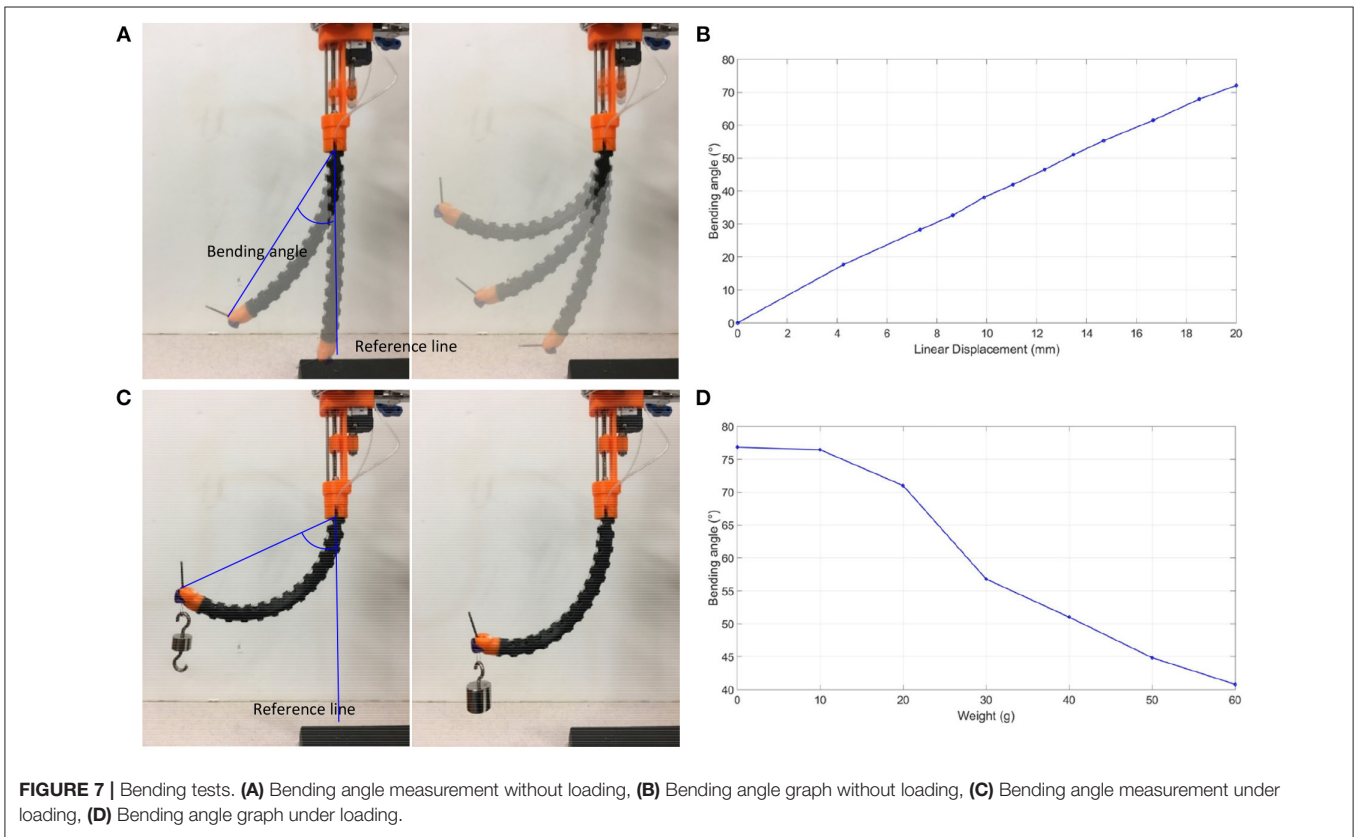 A
Bending angle
Reference line
B
80
70
60
50
40
30
20
10
0
Bending angle (°)
0 2 4 6 8 10 12 14 16 18 20
Linear Displacement (mm)
C
Reference line
D
80
75
70
65
60
55
50
45
40
Bending angle (°)
0 10 20 30 40 50 60
Weight (g)
FIGURE 7 | Bending tests. (A) Bending angle measurement without loading, (B) Bending angle graph without loading, (C) Bending angle measurement under
loading, (D) Bending angle graph under loading.